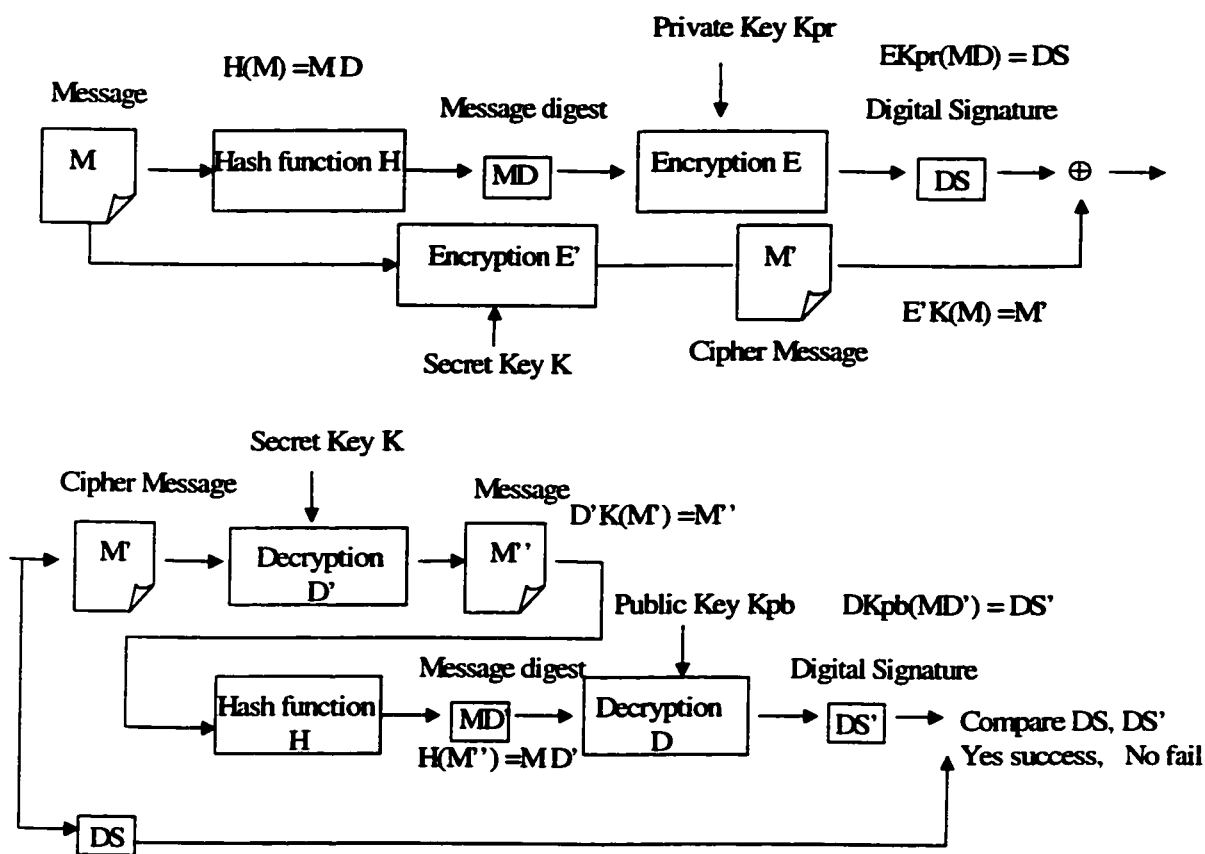 Private Key Kpr
H(M) =MD
EKpr(MD) = DS
Message
Message digest
Digital Signature
M
Hash function H
MD
Encryption E
DS
⊕
Encryption E'
M'
E'K(M) =M'
Secret Key K
Cipher Message
Secret Key K
Cipher Message
Message
D'K(M') =M''
M'
Decryption
D'
M''
Public Key Kpb
DKpb(MD') = DS'
Message digest
Digital Signature
Hash function
H
MD'
Decryption
D
DS'
Compare DS, DS'
H(M'') =MD'
Yes success, No fail
DS